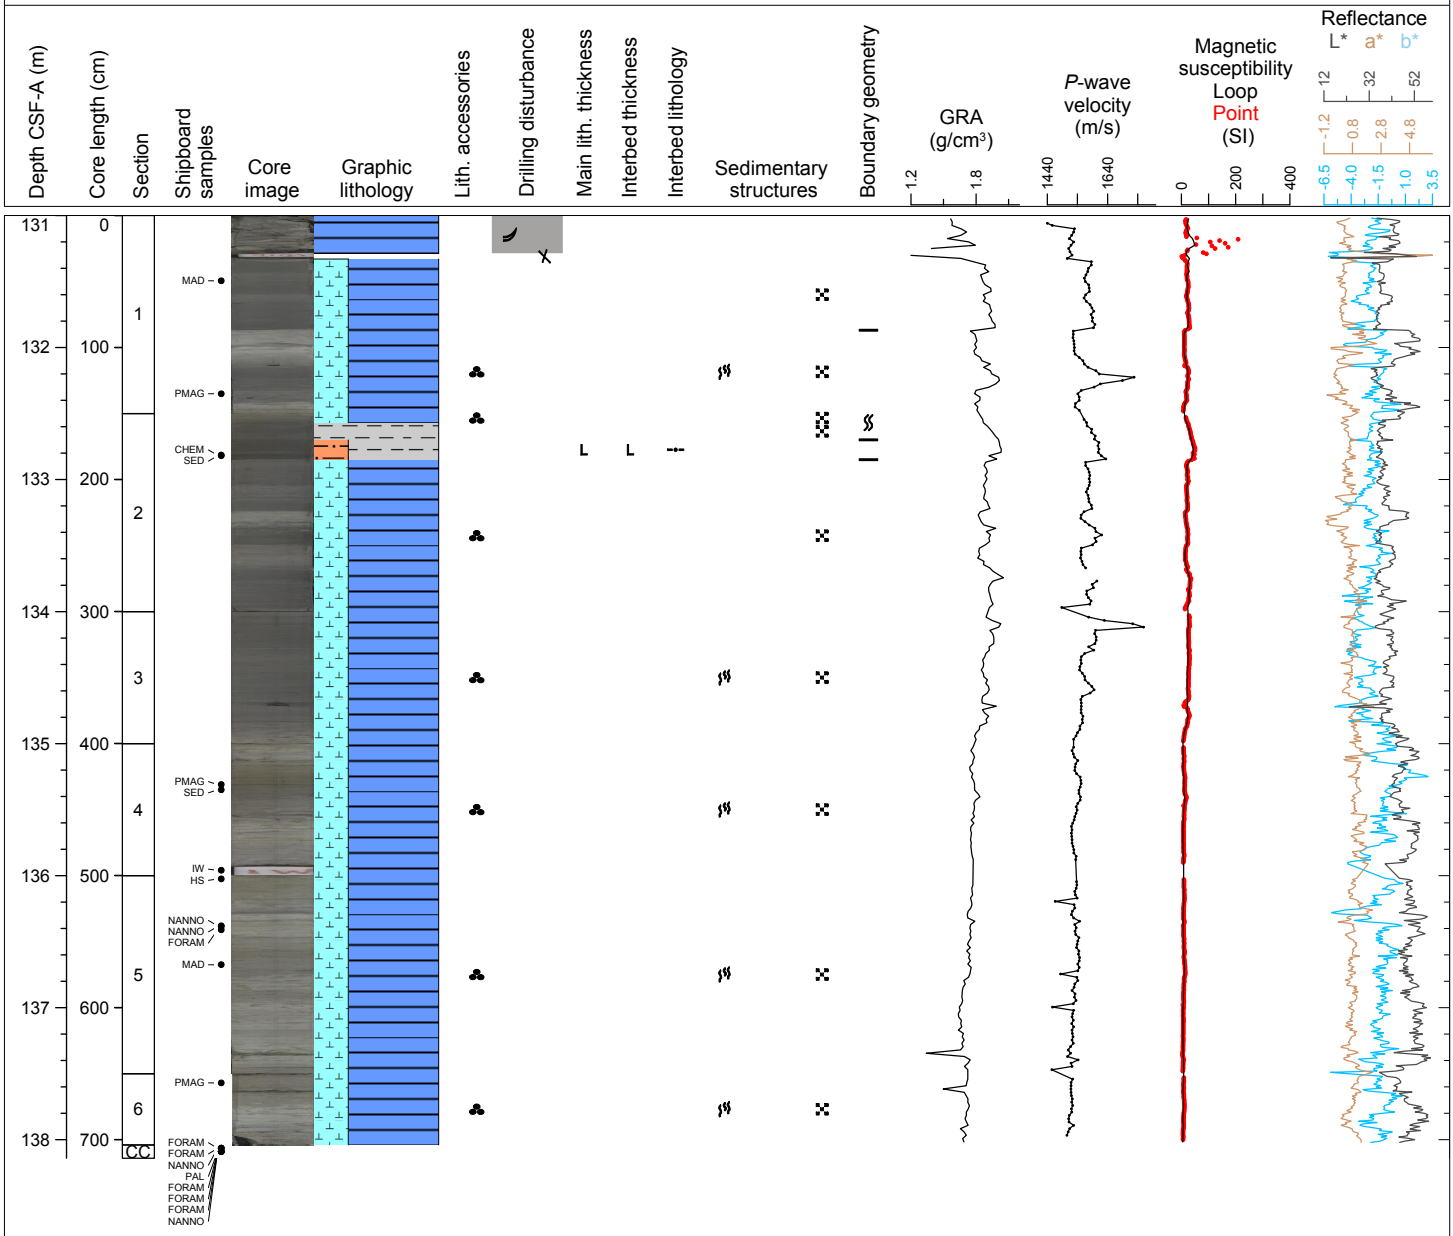 Depth CSF-A (m)
Core length (cm)
Section
Shipboard
samples
Core
image
Graphic
lithology
Lith. accessories
Drilling disturbance
Main lith. thickness
Interbed thickness
Interbed lithology
Sedimentary
structures
Boundary geometry
GRA
(g/cm³)
1.2 1.8
P-wave
velocity
(m/s)
1440 1640
Magnetic
susceptibility
Loop
Point
(SI)
0 200 400
Reflectance
L* a* b*
12 32 52
-1.2 0.8 2.8 4.8
-6.5 -4.0 -1.5 1.0 3.5
131 0
MAD
1
132 100
PMAG
CHEM
SED
L L
133 200
2
134 300
3
135 400
PMAG
SED
4
IW
136 500
HS
NANNO
NANNO
FORAM
MAD
5
137 600
PMAG
6
138 700
FORAM
CC
FORAM
NANNO
PAL
FORAM
FORAM
FORAM
NANNO